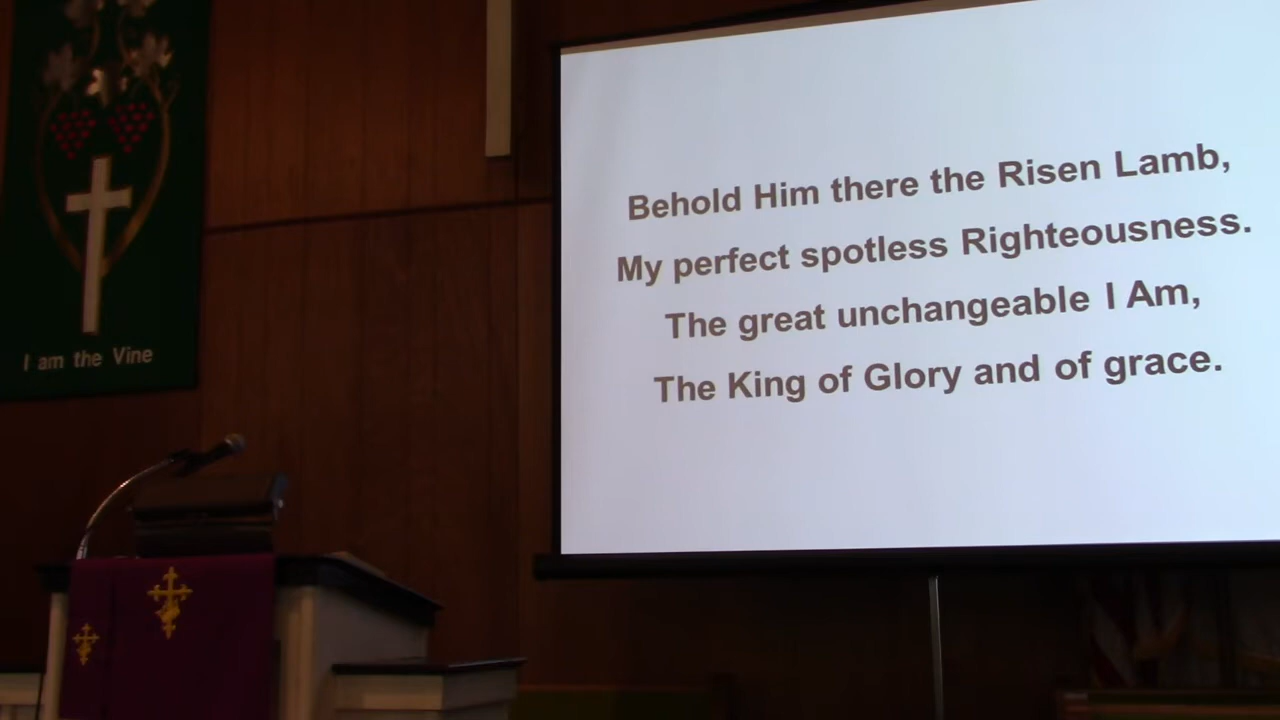 I am the Vine
Behold Him there the Risen Lamb,
My perfect spotless Righteousness.
The great unchangeable I Am,
The King of Glory and of grace.